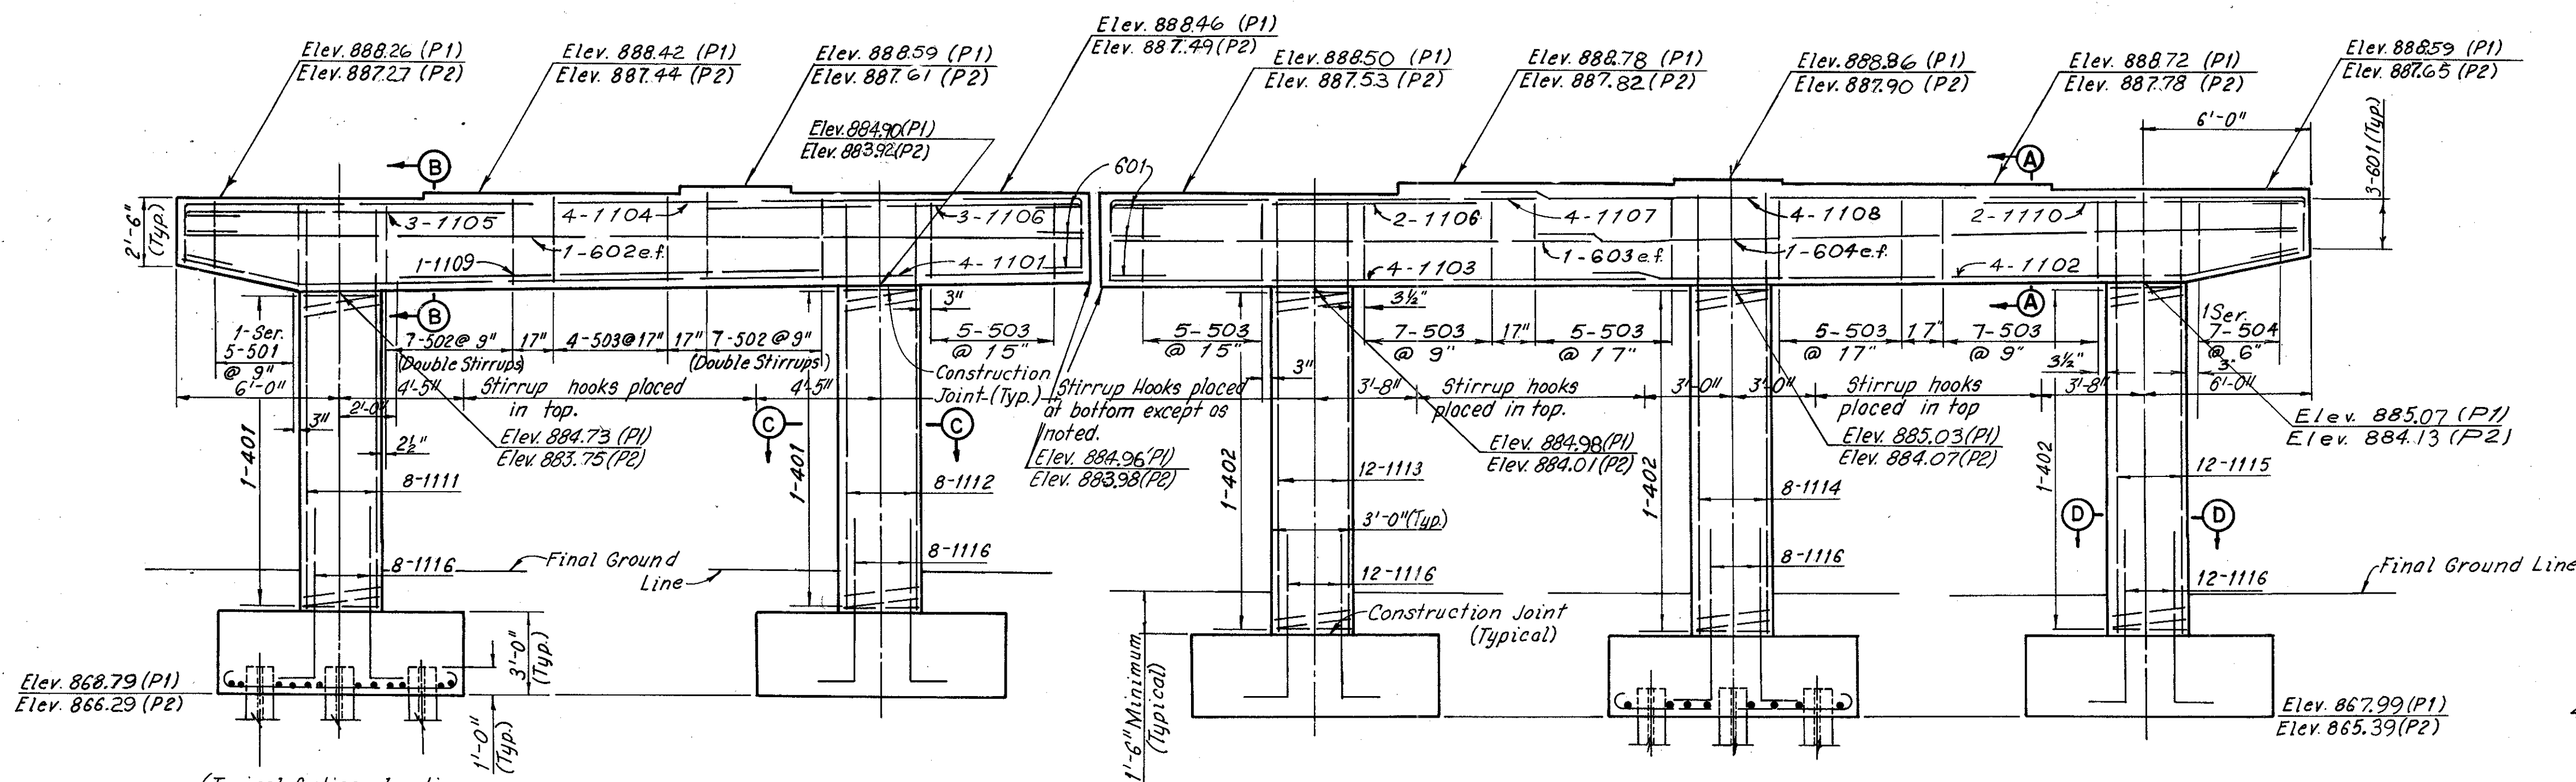 Elev. 888.26 (P1)
Elev. 887.27 (P2)
Elev. 888.42 (P1)
Elev. 887.44 (P2)
Elev. 888.59 (P1)
Elev. 887.61 (P2)
Elev. 888.46 (P1)
Elev. 887.49 (P2)
Elev. 888.50 (P1)
Elev. 887.53 (P2)
Elev. 888.78 (P1)
Elev. 887.82 (P2)
Elev. 888.86 (P1)
Elev. 887.90 (P2)
Elev. 888.72 (P1)
Elev. 887.78 (P2)
Elev. 888.59 (P1)
Elev. 887.65 (P2)
Elev. 884.90 (P1)
Elev. 883.92 (P2)
6'-0"
3-601 (Typ.)
B
A
601
2'-6"
(Typ.)
3-1105
4-1104
3-1106
2-1106
4-1107
4-1108
2-1110
1-602 e.f.
1-603 e.f.
1-604 e.f.
1-1109
4-1101
4-1103
4-1102
B
A
3"
3½"
1-Ser.
5-501
@ 9"
7-502 @ 9"
(Double Stirrups)
17"
4-503 @ 17"
17"
7-502 @ 9"
(Double Stirrups)
5-503
@ 15"
5-503
@ 15"
7-503
@ 9"
17"
5-503
@ 17"
5-503
@ 17"
17"
7-503
@ 9"
1 Ser.
7-504
@ 6"
3½"
3"
6'-0"
4'-5"
Stirrup hooks placed
in top.
4'-5"
Construction
Joint (Typ.)
Stirrup Hooks placed
at bottom except as
noted.
3"
3'-8"
Stirrup hooks
placed in top.
3'-0"
3'-0"
Stirrup hooks
placed in top
3'-8"
6'-0"
2'-0"
3"
2½"
C
C
Elev. 884.73 (P1)
Elev. 883.75 (P2)
Elev. 884.96 (P1)
Elev. 883.98 (P2)
Elev. 884.98 (P1)
Elev. 884.01 (P2)
Elev. 885.03 (P1)
Elev. 884.07 (P2)
Elev. 885.07 (P1)
Elev. 884.13 (P2)
1-401
1-401
1-402
1-402
1-402
8-1111
8-1112
12-1113
8-1114
12-1115
3'-0" (Typ.)
D
D
8-1116
Final Ground
Line
8-1116
12-1116
8-1116
12-1116
Final Ground Line
Construction Joint
(Typical)
3'-0"
(Typ.)
1'-0"
(Typ.)
1'-6" Minimum
(Typical)
Elev. 868.79 (P1)
Elev. 866.29 (P2)
Elev. 867.99 (P1)
Elev. 865.39 (P2)